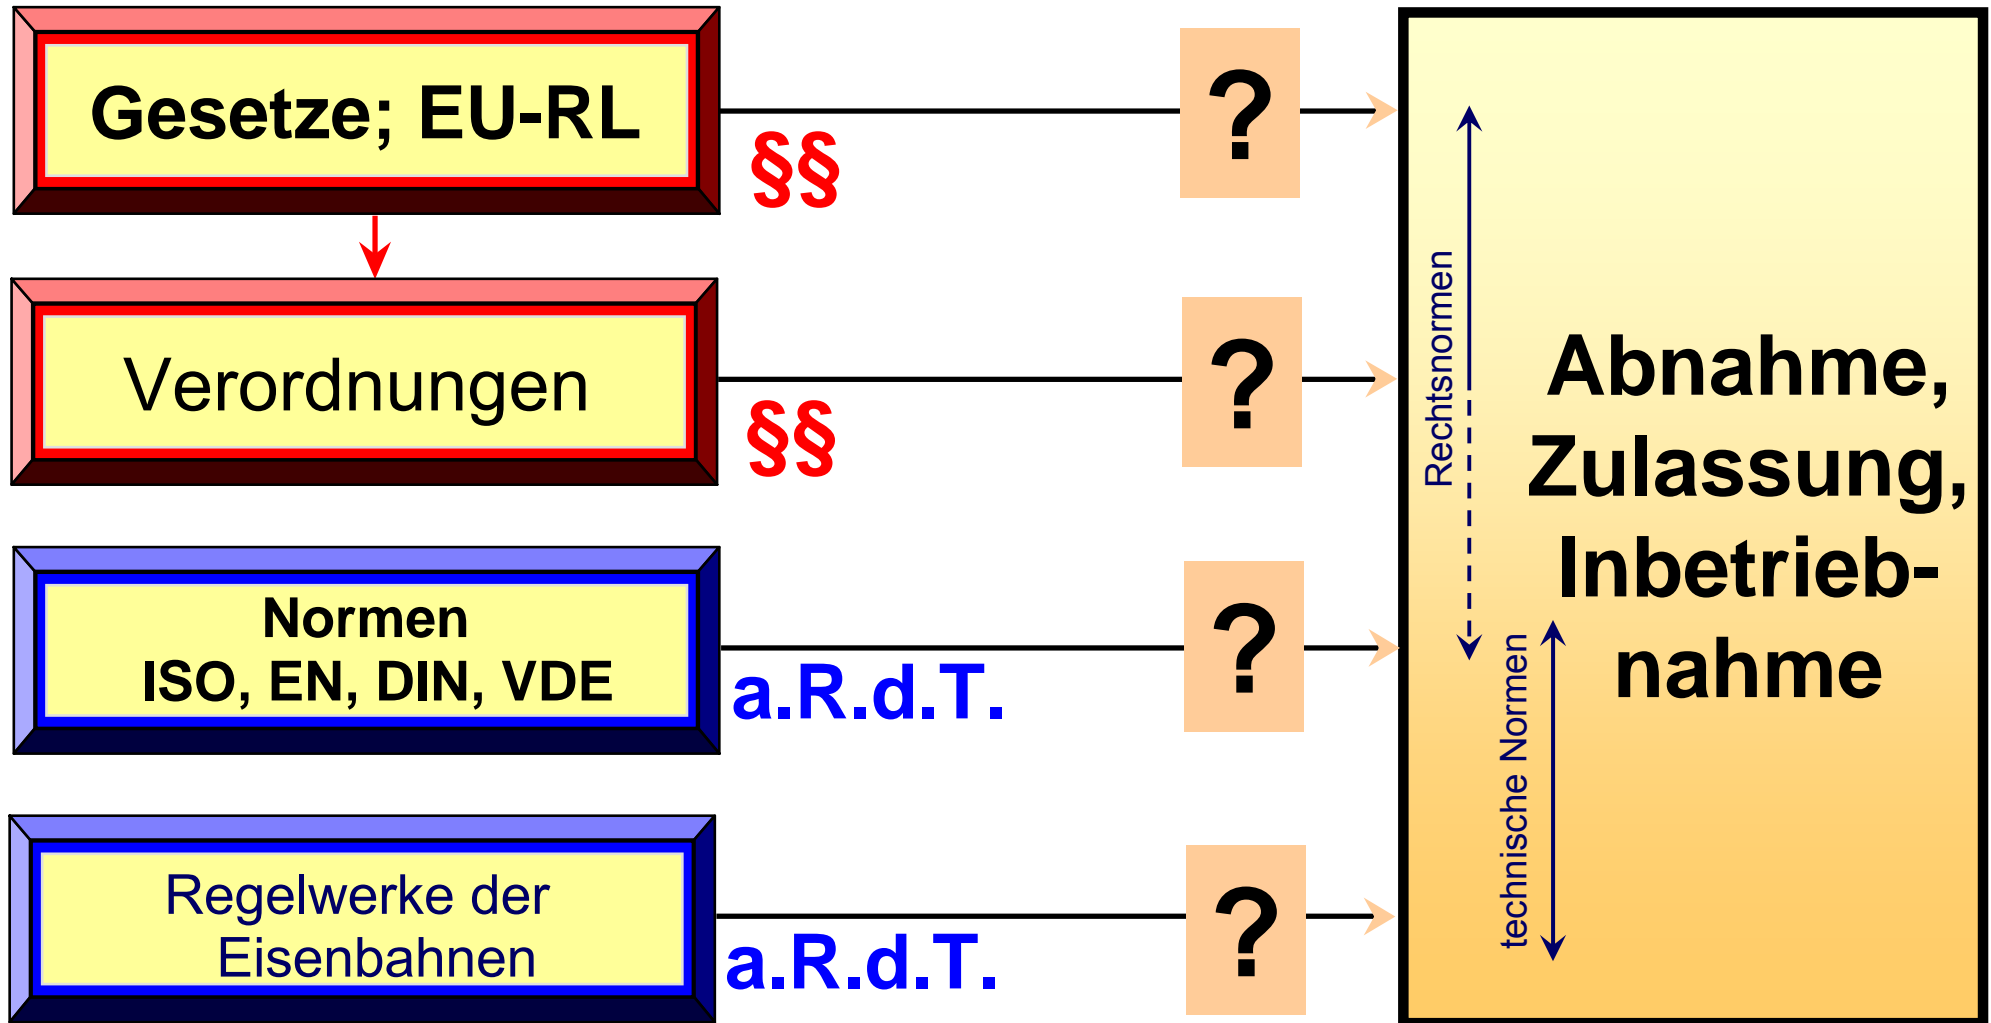 Gesetze; EU-RL
§§
?
Verordnungen
§§
?
Normen
ISO, EN, DIN, VDE
a.R.d.T.
?
Regelwerke der
Eisenbahnen
a.R.d.T.
?
Rechtsnormen
technische Normen
Abnahme,
Zulassung,
Inbetrieb-
nahme